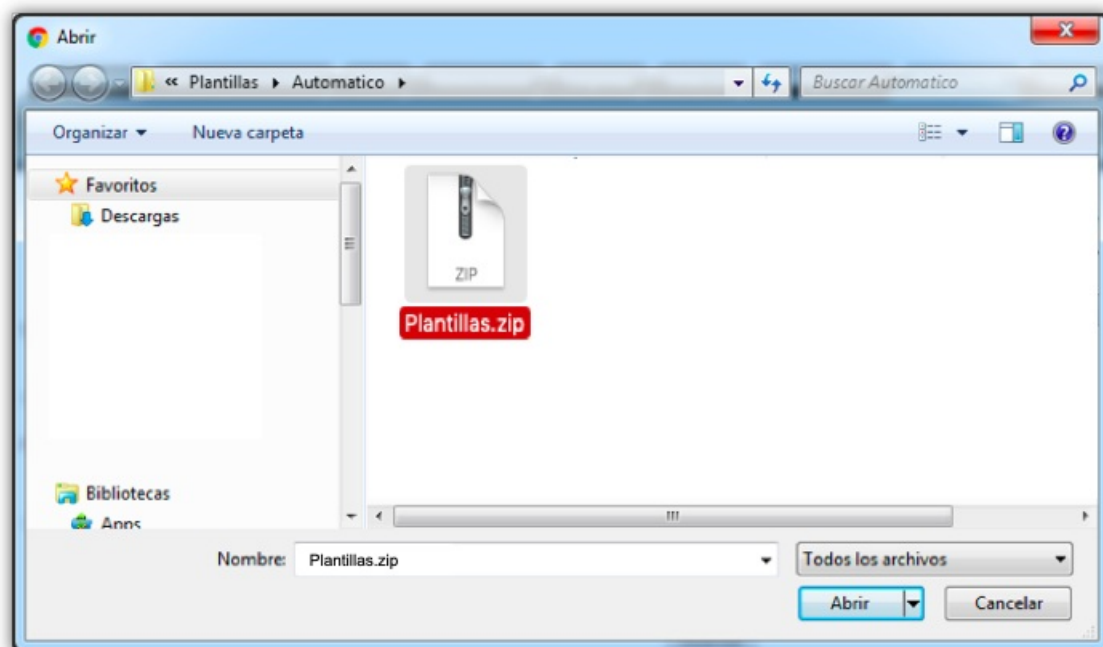 Abrir
« Plantillas Automatico
Buscar Automatico
Organizar Nueva carpeta
Favoritos
Descargas
ZIP
Plantillas.zip
Bibliotecas
Apps
Nombre: Plantillas.zip Todos los archivos
Abrir Cancelar